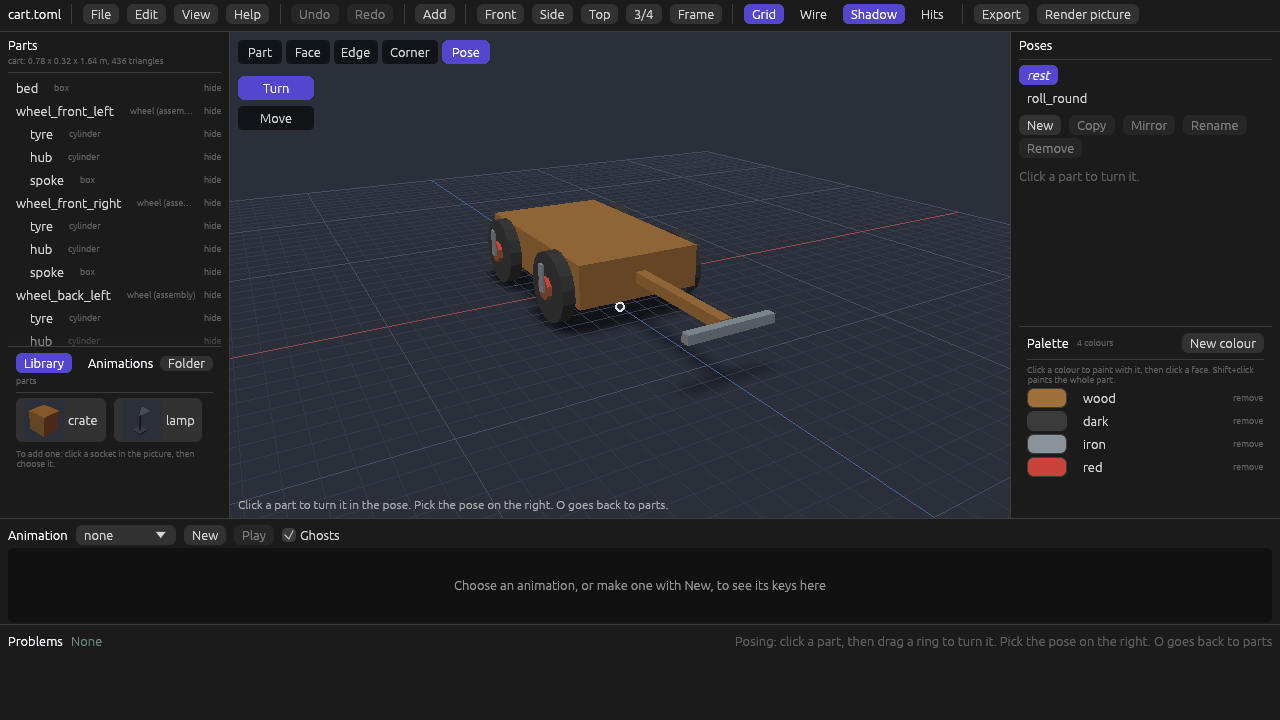 cart.toml File Edit View Help Undo Redo Add Front Side Top 3/4 Frame Grid Wire Shadow Hits Export Render picture
Parts
cart: 0.78 x 0.32 x 1.64 m, 436 triangles
bed box hide
wheel_front_left wheel (assem... hide
tyre cylinder hide
hub cylinder hide
spoke box hide
wheel_front_right wheel (asse... hide
tyre cylinder hide
hub cylinder hide
spoke box hide
wheel_back_left wheel (assembly) hide
tyre cylinder hide
hub cylinder hide
Library Animations Folder
parts
crate lamp
To add one: click a socket in the picture, then
choose it.
Part Face Edge Corner Pose
Turn
Move
Click a part to turn it in the pose. Pick the pose on the right. O goes back to parts.
Poses
rest
roll_round
New Copy Mirror Rename
Remove
Click a part to turn it.
Palette 4 colours New colour
Click a colour to paint with it, then click a face. Shift+click
paints the whole part.
wood remove
dark remove
iron remove
red remove
Animation none New Play Ghosts
Choose an animation, or make one with New, to see its keys here
Problems None
Posing: click a part, then drag a ring to turn it. Pick the pose on the right. O goes back to parts